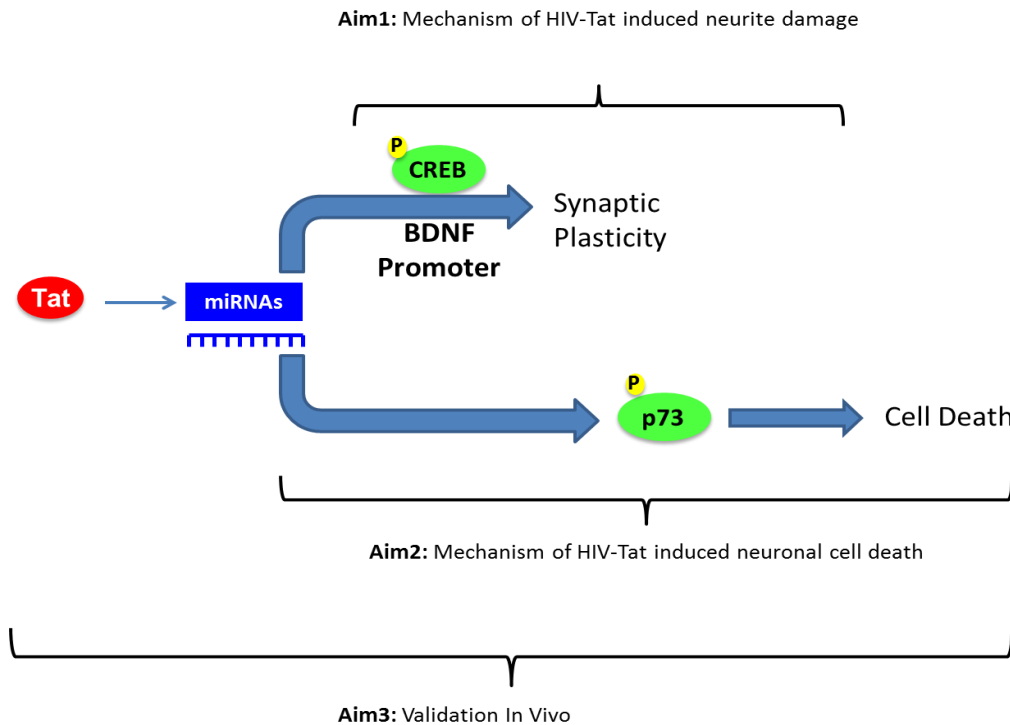 Aim1: Mechanism of HIV-Tat induced neurite damage
P
CREB
BDNF
Promoter
Synaptic
Plasticity
Tat
miRNAs
P
p73
Cell Death
Aim2: Mechanism of HIV-Tat induced neuronal cell death
Aim3: Validation In Vivo